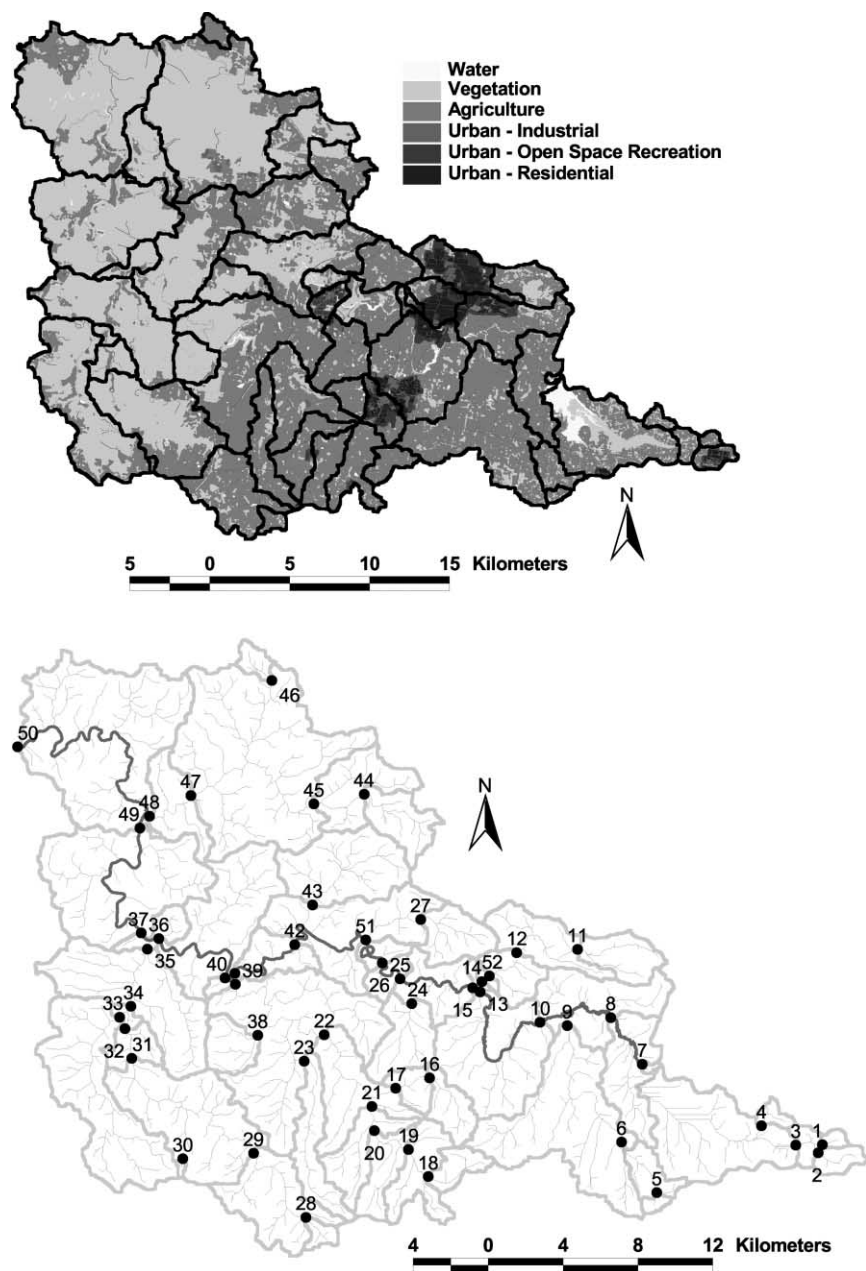 Water
Vegetation
Agriculture
Urban - Industrial
Urban - Open Space Recreation
Urban - Residential
N
5 0 5 10 15 Kilometers
46
50
N
47 45 44
48
49
43 27
37 36 51 12 11
42 14 52
35 40 39 25
26 24 15 13 10 9 8
34
33 38 22 7
32 31 23
17 16
21 4
6 3 1
20 19
30 29 2
18 5
28
4 0 4 8 12 Kilometers